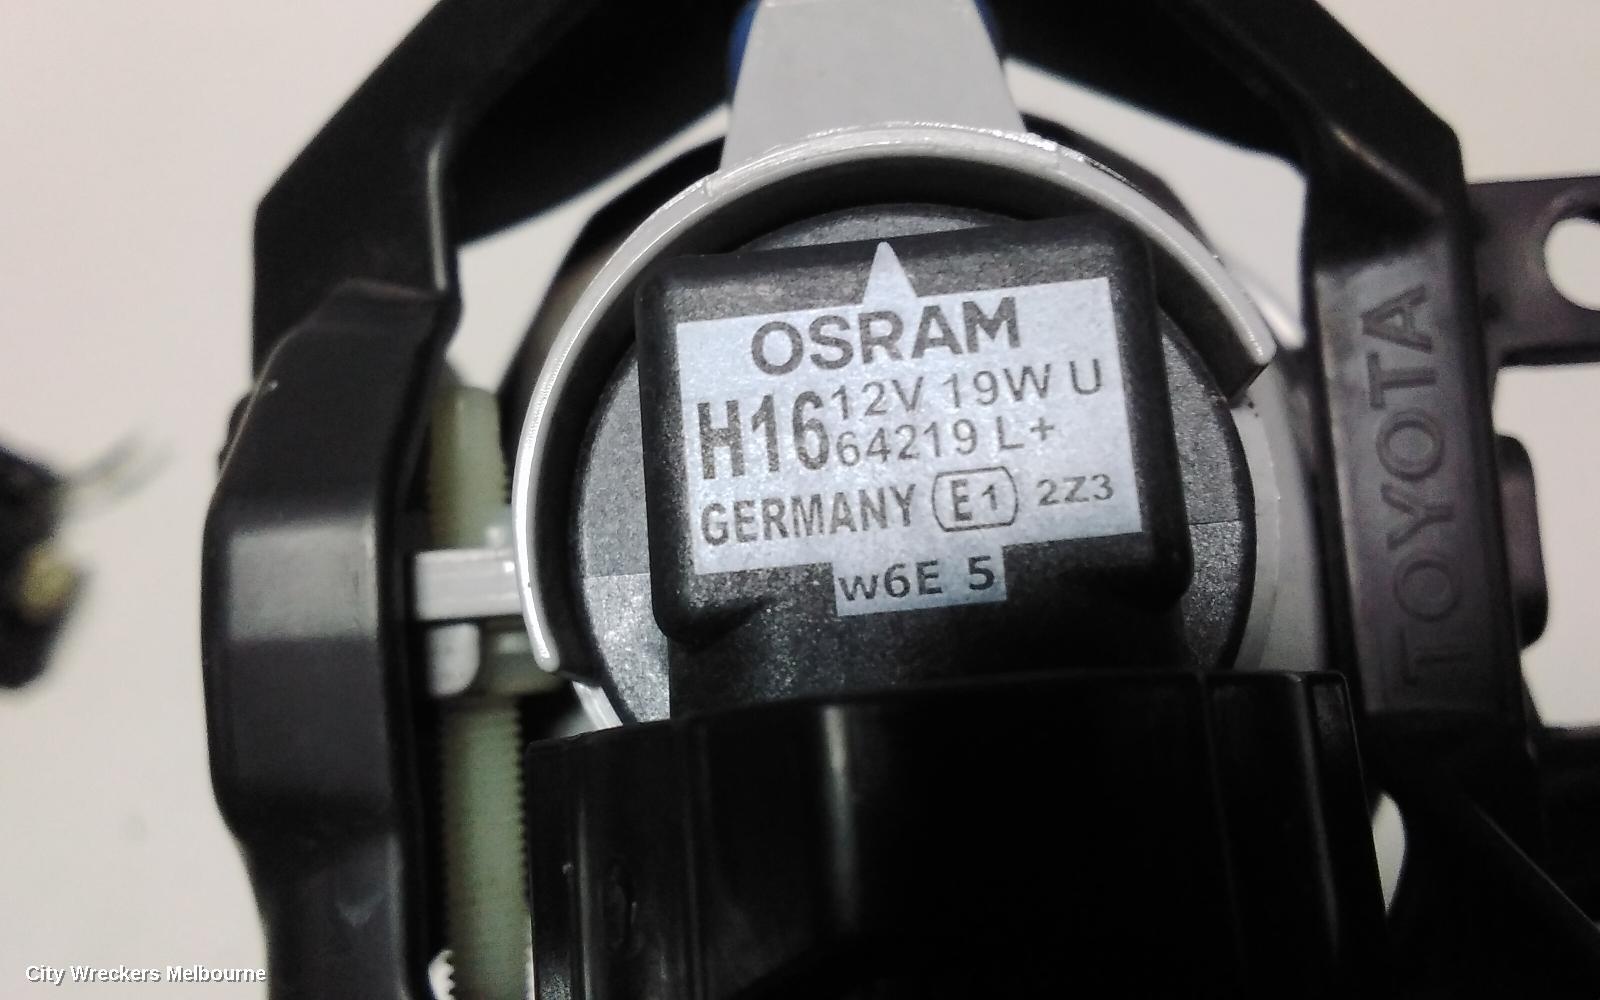 OSRAM
H16 12V 19W U
64219 L+
GERMANY E1 2Z3
W6E 5
TOYOTA
City Wreckers Melbourne